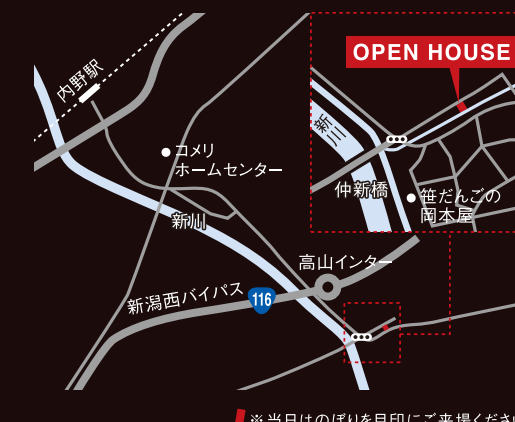 OPEN HOUSE
内野駅
新川
コメリ
ホームセンター
仲新橋
笹だんごの
岡本屋
新川
高山インター
新潟西バイパス
116
※当日はのぼりを目印にご来場ください